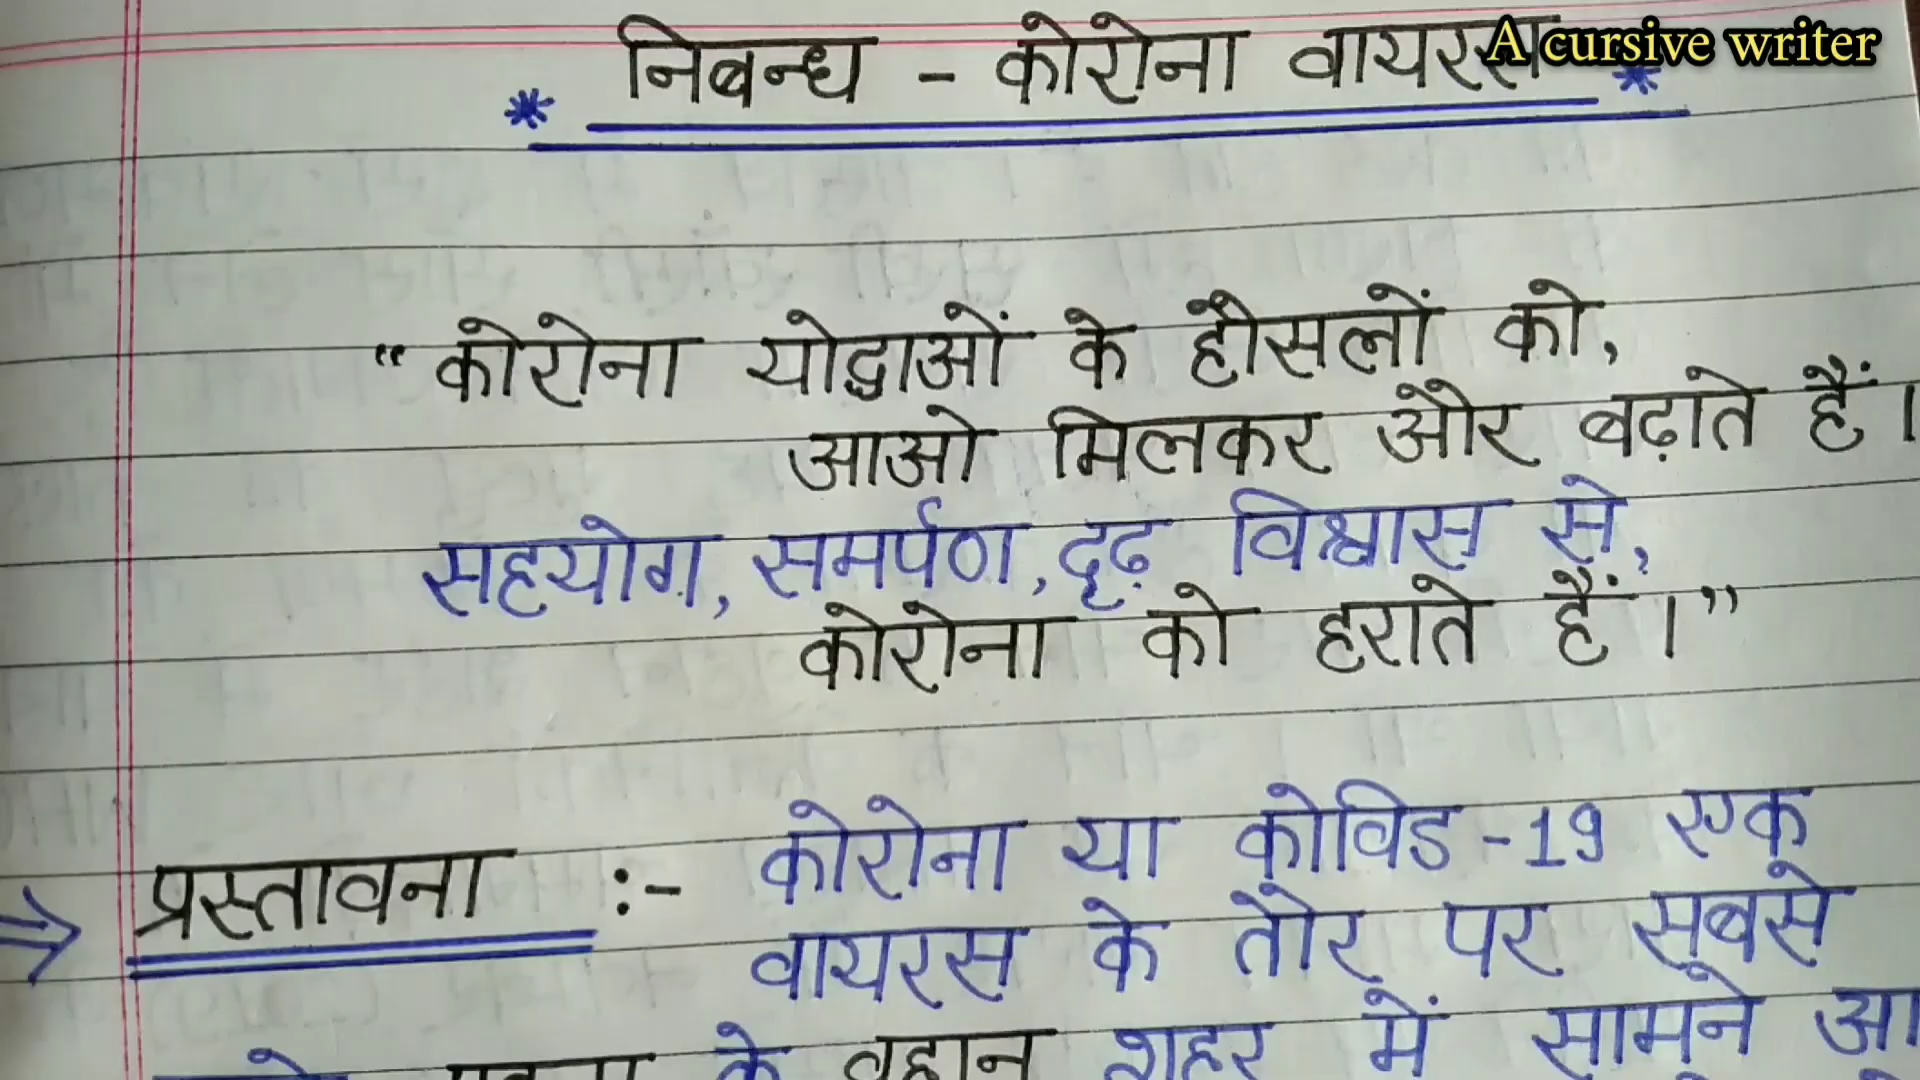 निबन्ध - कोरोना वायरस
A cursive writer
“कोरोना योद्धाओं के हौसलों को,
आओ मिलकर और बढ़ाते हैं।
सहयोग, समर्पण, दृढ़ विश्वास से,
कोरोना को हराते हैं।”
प्रस्तावना :- कोरोना या कोविड -19 एक
वायरस के तौर पर सबसे
के वुहान शहर में सामने आ